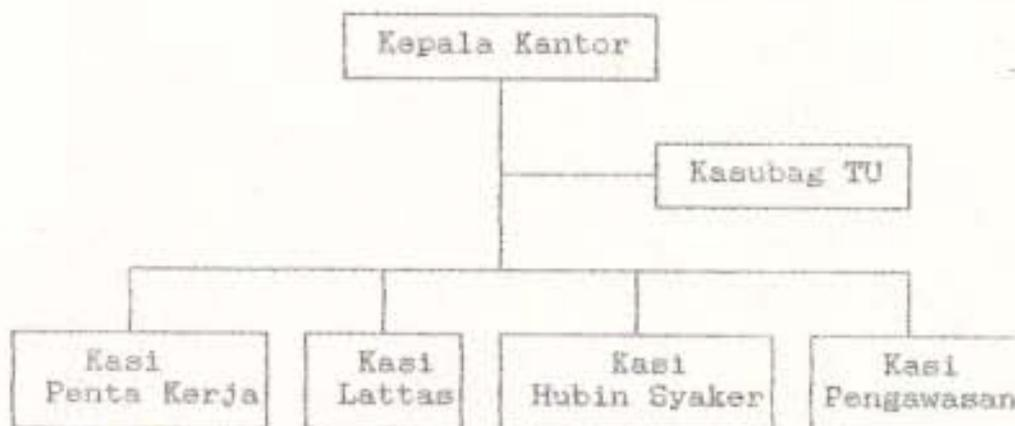 Kepala Kantor
Kasubag TU
Kasi
Penta Kerja
Kasi
Lattas
Kasi
Hubin Syaker
Kasi
Pengawasan